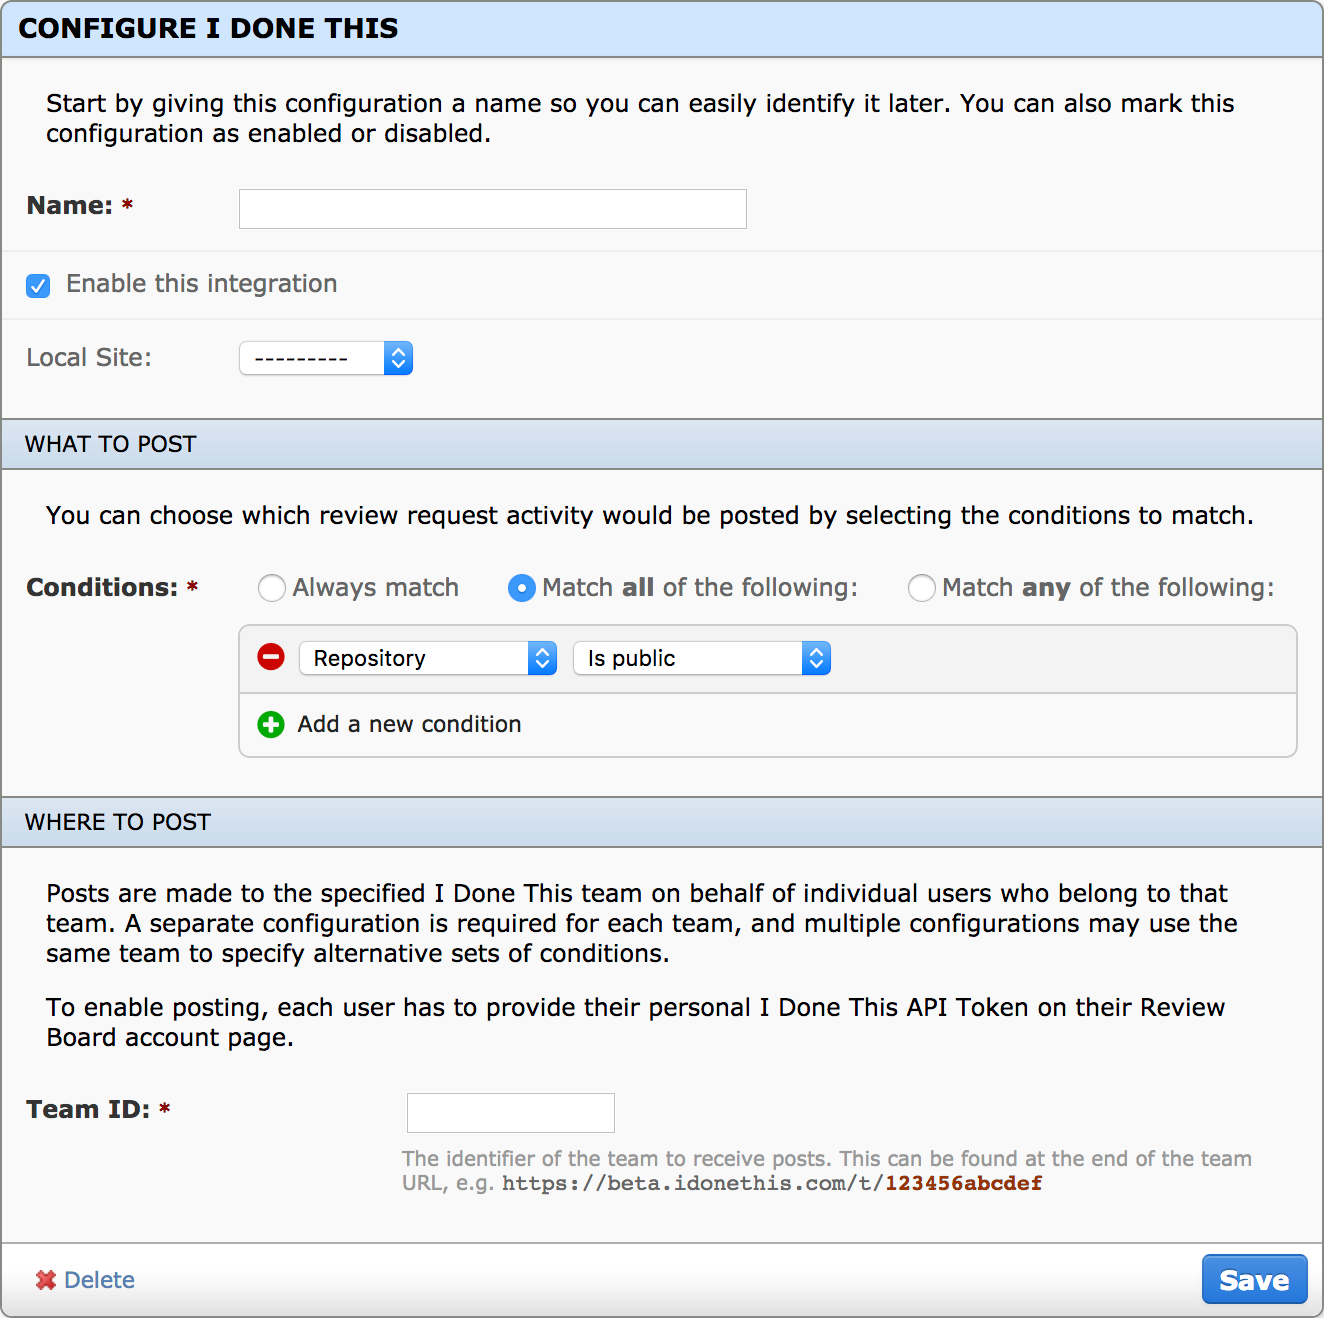 CONFIGURE I DONE THIS
Start by giving this configuration a name so you can easily identify it later. You can also mark this
configuration as enabled or disabled.
Name: *
Enable this integration
Local Site: ---------
WHAT TO POST
You can choose which review request activity would be posted by selecting the conditions to match.
Conditions: * Always match Match all of the following: Match any of the following:
Repository Is public
Add a new condition
WHERE TO POST
Posts are made to the specified I Done This team on behalf of individual users who belong to that
team. A separate configuration is required for each team, and multiple configurations may use the
same team to specify alternative sets of conditions.
To enable posting, each user has to provide their personal I Done This API Token on their Review
Board account page.
Team ID: *
The identifier of the team to receive posts. This can be found at the end of the team
URL, e.g. https://beta.idonethis.com/t/123456abcdef
Delete Save